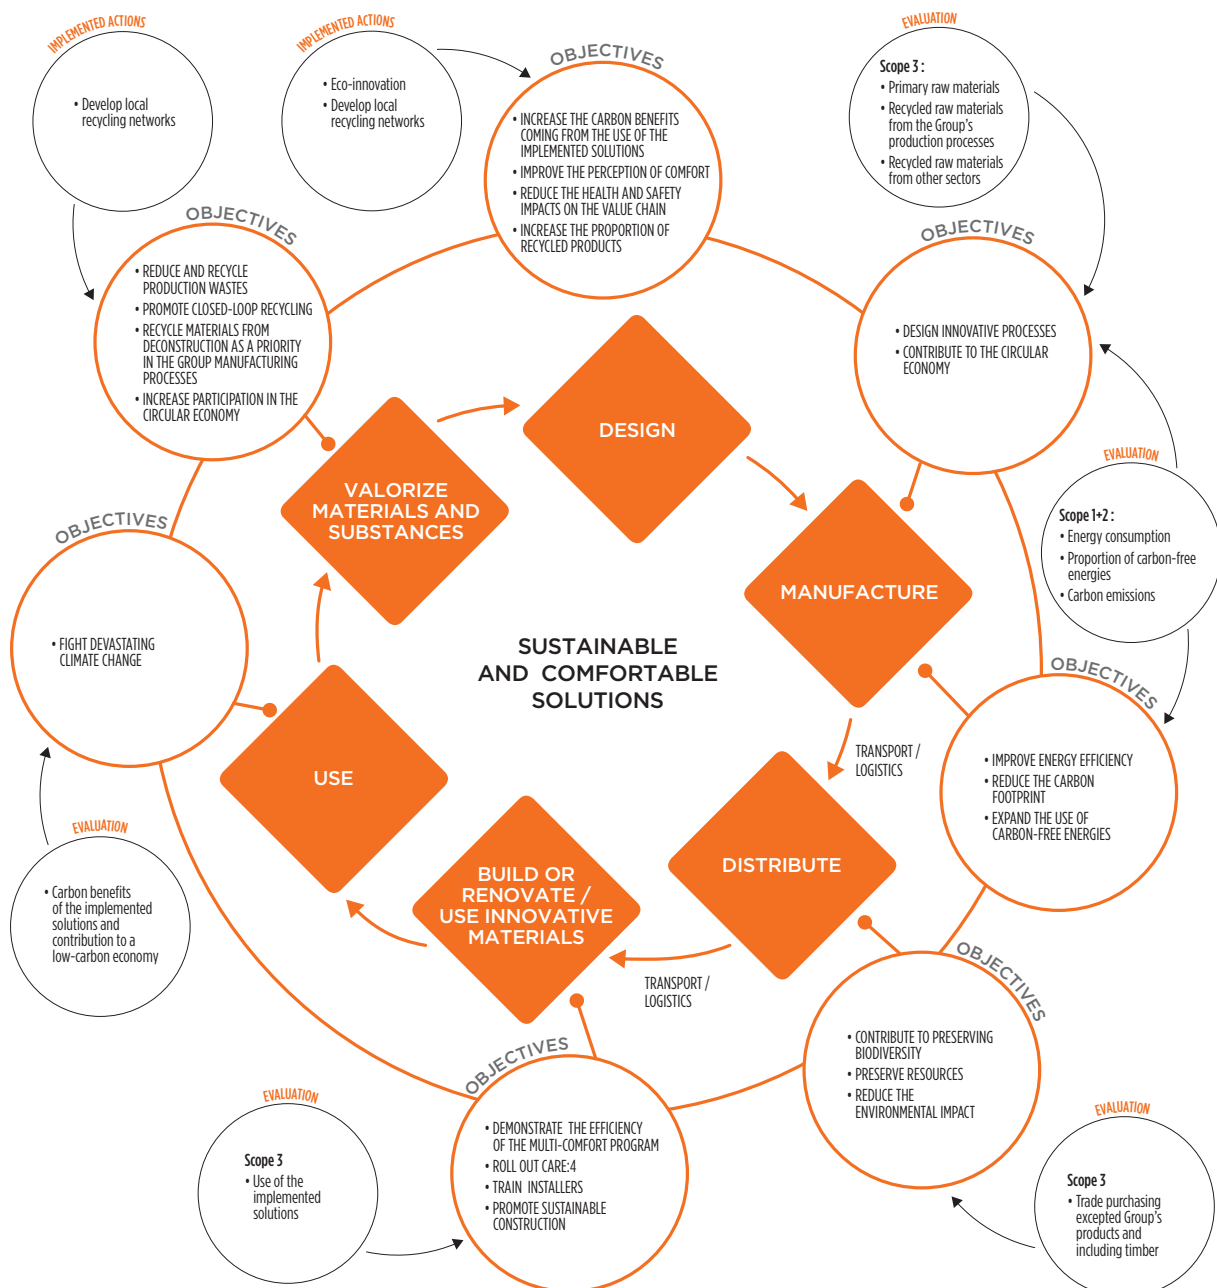 IMPLEMENTED ACTIONS
• Develop local
recycling networks
IMPLEMENTED ACTIONS
• Eco-innovation
• Develop local
recycling networks
OBJECTIVES
• INCREASE THE CARBON BENEFITS
COMING FROM THE USE OF THE
IMPLEMENTED SOLUTIONS
• IMPROVE THE PERCEPTION OF COMFORT
• REDUCE THE HEALTH AND SAFETY
IMPACTS ON THE VALUE CHAIN
• INCREASE THE PROPORTION OF
RECYCLED PRODUCTS
EVALUATION
Scope 3 :
• Primary raw materials
• Recycled raw materials
from the Group's
production processes
• Recycled raw materials
from other sectors
OBJECTIVES
• REDUCE AND RECYCLE
PRODUCTION WASTES
• PROMOTE CLOSED-LOOP RECYCLING
• RECYCLE MATERIALS FROM
DECONSTRUCTION AS A PRIORITY
IN THE GROUP MANUFACTURING
PROCESSES
• INCREASE PARTICIPATION IN THE
CIRCULAR ECONOMY
OBJECTIVES
• DESIGN INNOVATIVE PROCESSES
• CONTRIBUTE TO THE CIRCULAR
ECONOMY
DESIGN
VALORIZE
MATERIALS AND
SUBSTANCES
MANUFACTURE
EVALUATION
Scope 1+2 :
• Energy consumption
• Proportion of carbon-free
energies
• Carbon emissions
OBJECTIVES
• FIGHT DEVASTATING
CLIMATE CHANGE
SUSTAINABLE
AND COMFORTABLE
SOLUTIONS
OBJECTIVES
• IMPROVE ENERGY EFFICIENCY
• REDUCE THE CARBON
FOOTPRINT
• EXPAND THE USE OF
CARBON-FREE ENERGIES
TRANSPORT /
LOGISTICS
USE
DISTRIBUTE
BUILD OR
RENOVATE /
USE INNOVATIVE
MATERIALS
EVALUATION
• Carbon benefits
of the implemented
solutions and
contribution to a
low-carbon economy
TRANSPORT /
LOGISTICS
OBJECTIVES
• CONTRIBUTE TO PRESERVING
BIODIVERSITY
• PRESERVE RESOURCES
• REDUCE THE
ENVIRONMENTAL IMPACT
OBJECTIVES
• DEMONSTRATE THE EFFICIENCY
OF THE MULTI-COMFORT PROGRAM
• ROLL OUT CARE:4
• TRAIN INSTALLERS
• PROMOTE SUSTAINABLE
CONSTRUCTION
EVALUATION
Scope 3
• Use of the
implemented
solutions
EVALUATION
Scope 3
• Trade purchasing
excepted Group's
products and
including timber